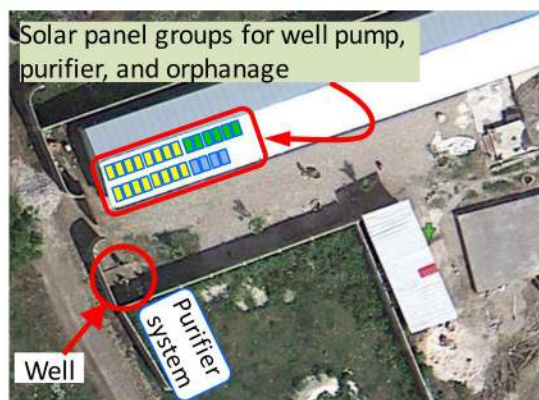 Solar panel groups for well pump,
purifier, and orphanage
Purifier
system
Well